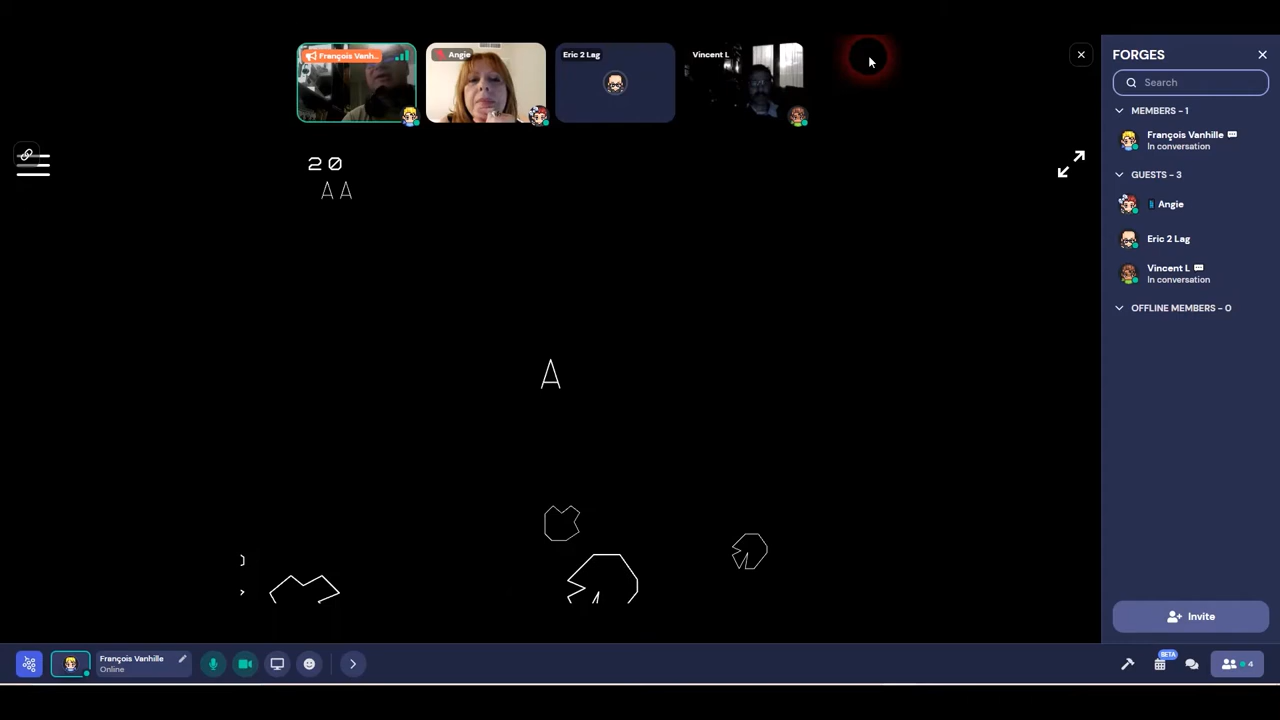 François Vanh...
Angie
Eric 2 Lag
Vincent L
FORGES
Search
MEMBERS - 1
François Vanhille
In conversation
GUESTS - 3
Angie
Eric 2 Lag
Vincent L
In conversation
OFFLINE MEMBERS - 0
20
Invite
François Vanhille
Online
BETA
4